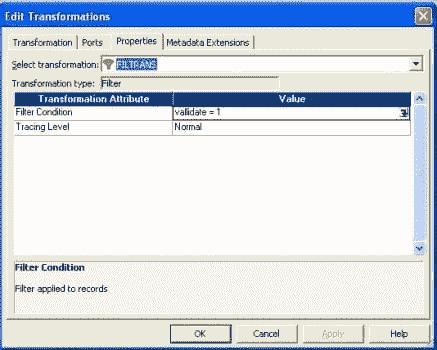 Edit Transformations
Transformation Ports Properties Metadata Extensions
Select transformation: FILTRANS
Transformation type: Filter
Transformation Attribute Value
Filter Condition valiidate = 1
Tracing Level Normal
Filter Condition
Filter applied to records
OK Cancel Apply Help